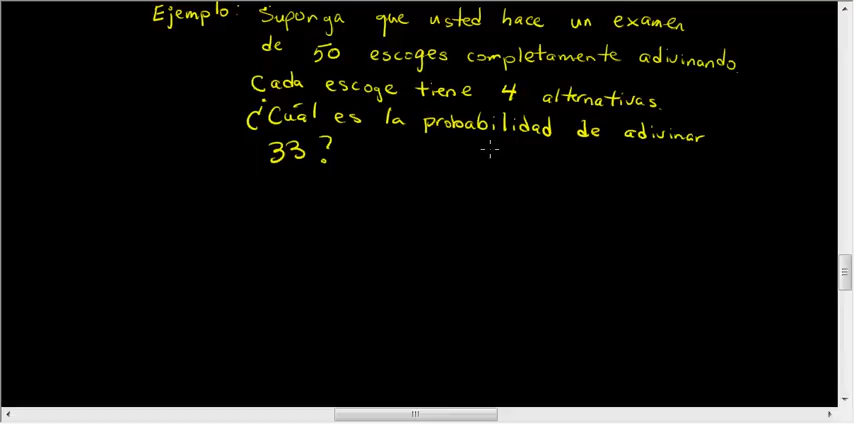 Ejemplo: Suponga que usted hace un examen
de 50 escoges completamente adivinando.
Cada escoge tiene 4 alternativas.
¿Cuál es la probabilidad de adivinar
33?